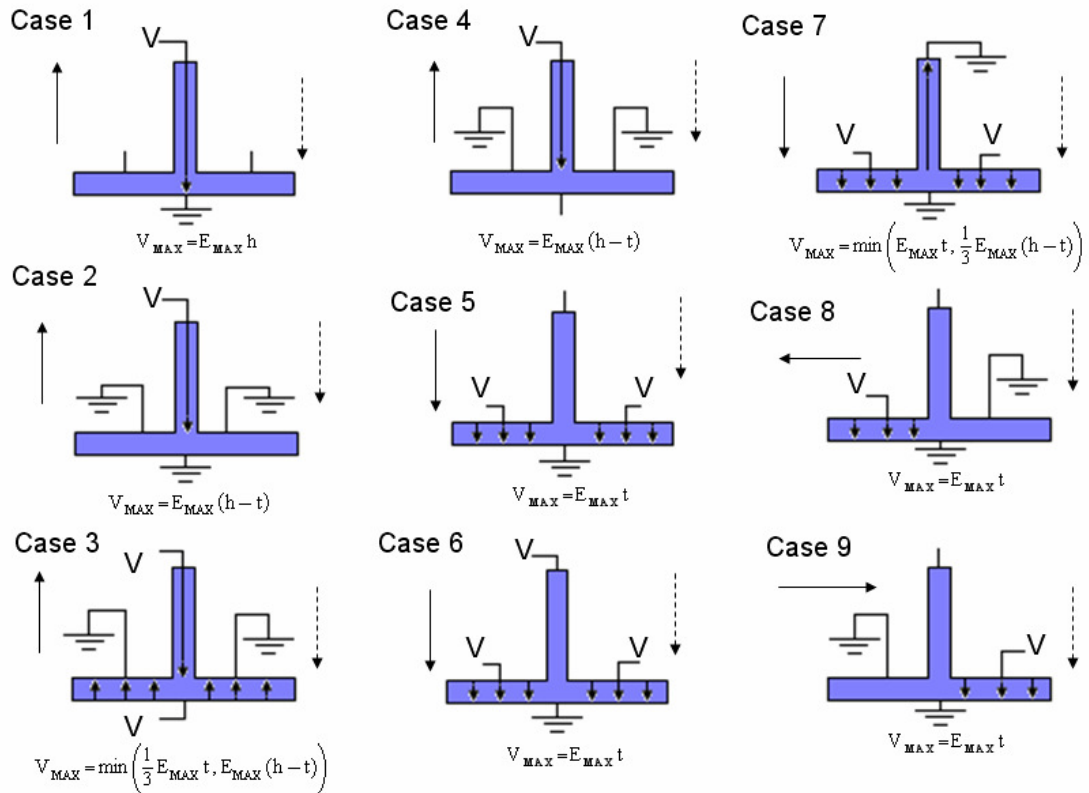 Case 1
V
V_MAX = E_MAX h
Case 2
V
V_MAX = E_MAX (h − t)
Case 3
V
V
V_MAX = min(1/3 E_MAX t, E_MAX (h − t))
Case 4
V
V_MAX = E_MAX (h − t)
Case 5
V V
V_MAX = E_MAX t
Case 6
V
V V
V_MAX = E_MAX t
Case 7
V V
V_MAX = min(E_MAX t, 1/3 E_MAX (h − t))
Case 8
V
V_MAX = E_MAX t
Case 9
V
V_MAX = E_MAX t